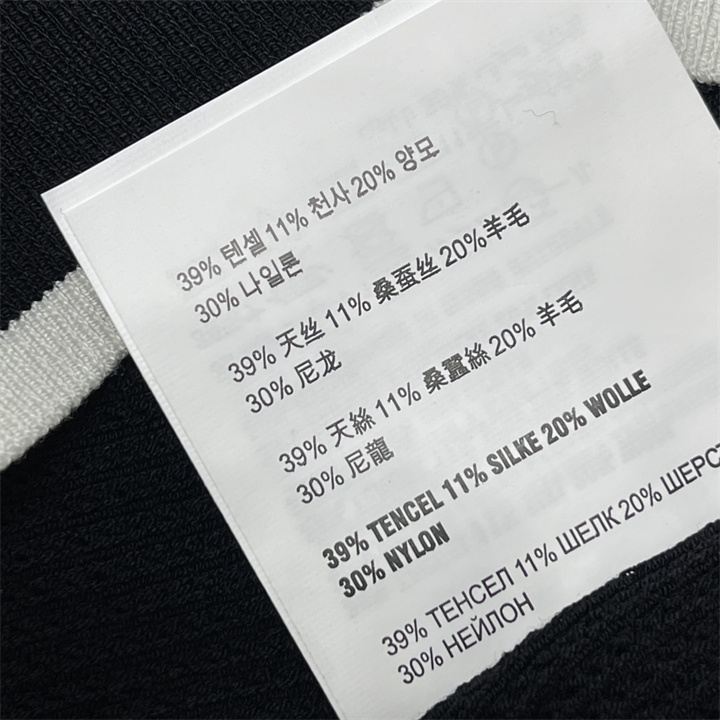 39% 텐셀 11% 천사 20% 양모
30% 나일론
39% 天丝 11% 桑蚕丝 20%羊毛
30% 尼龙
39% 天絲 11% 桑蠶絲 20% 羊毛
30% 尼龍
39% TENCEL 11% SILKE 20% WOLLE
30% NYLON
39% ТЕНСЕЛ 11% ШЕЛК 20% ШЕРСТ
30% НЕЙЛОН